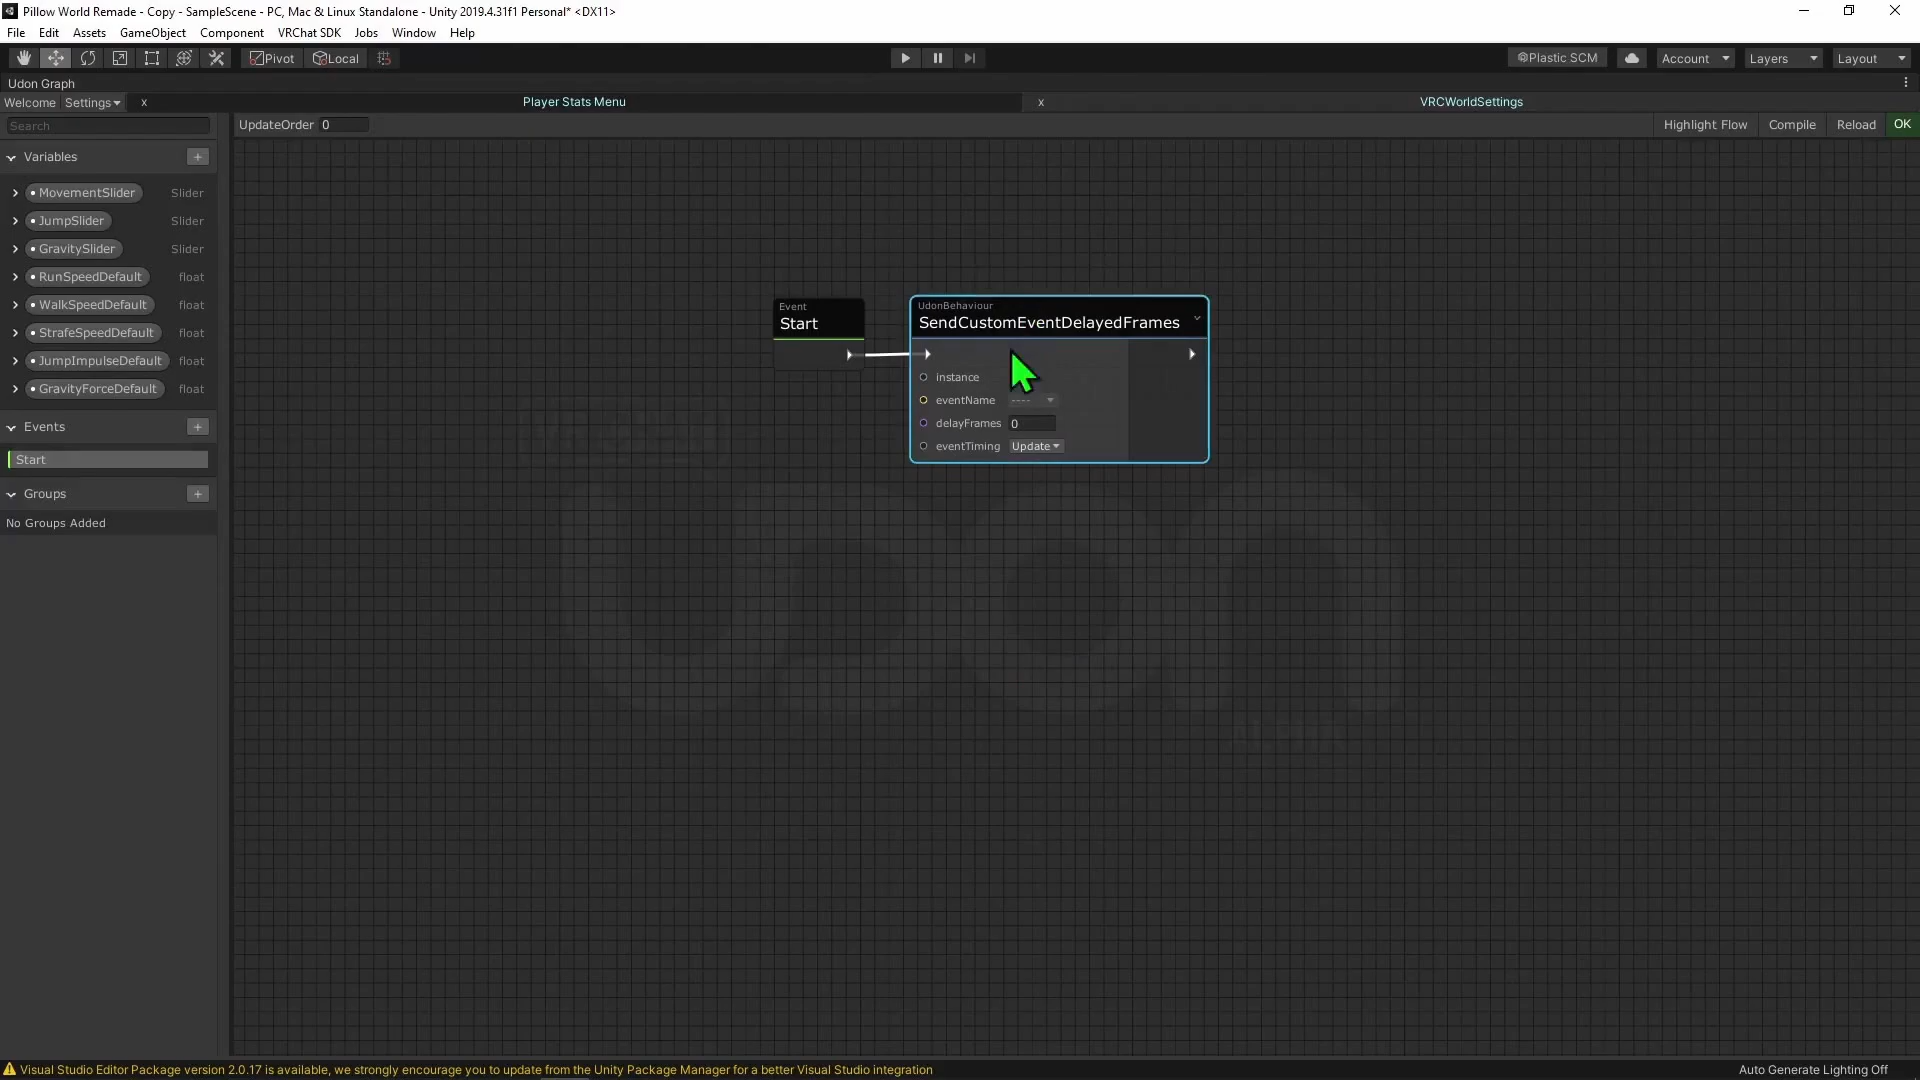 Pillow World Remade - Copy - SampleScene - PC, Mac & Linux Standalone - Unity 2019.4.31f1 Personal* <DX11>
File Edit Assets GameObject Component VRChat SDK Jobs Window Help
Pivot Local Plastic SCM Account Layers Layout
Udon Graph
Welcome Settings x Player Stats Menu x VRCWorldSettings
Search UpdateOrder 0 Highlight Flow Compile Reload OK
Variables +
MovementSlider Slider
JumpSlider Slider
GravitySlider Slider
RunSpeedDefault float
WalkSpeedDefault float
StrafeSpeedDefault float
JumpImpulseDefault float
GravityForceDefault float
Events +
Start
Groups +
No Groups Added
Event
Start
UdonBehaviour
SendCustomEventDelayedFrames
instance
eventName ----
delayFrames 0
eventTiming Update
Visual Studio Editor Package version 2.0.17 is available, we strongly encourage you to update from the Unity Package Manager for a better Visual Studio integration
Auto Generate Lighting Off